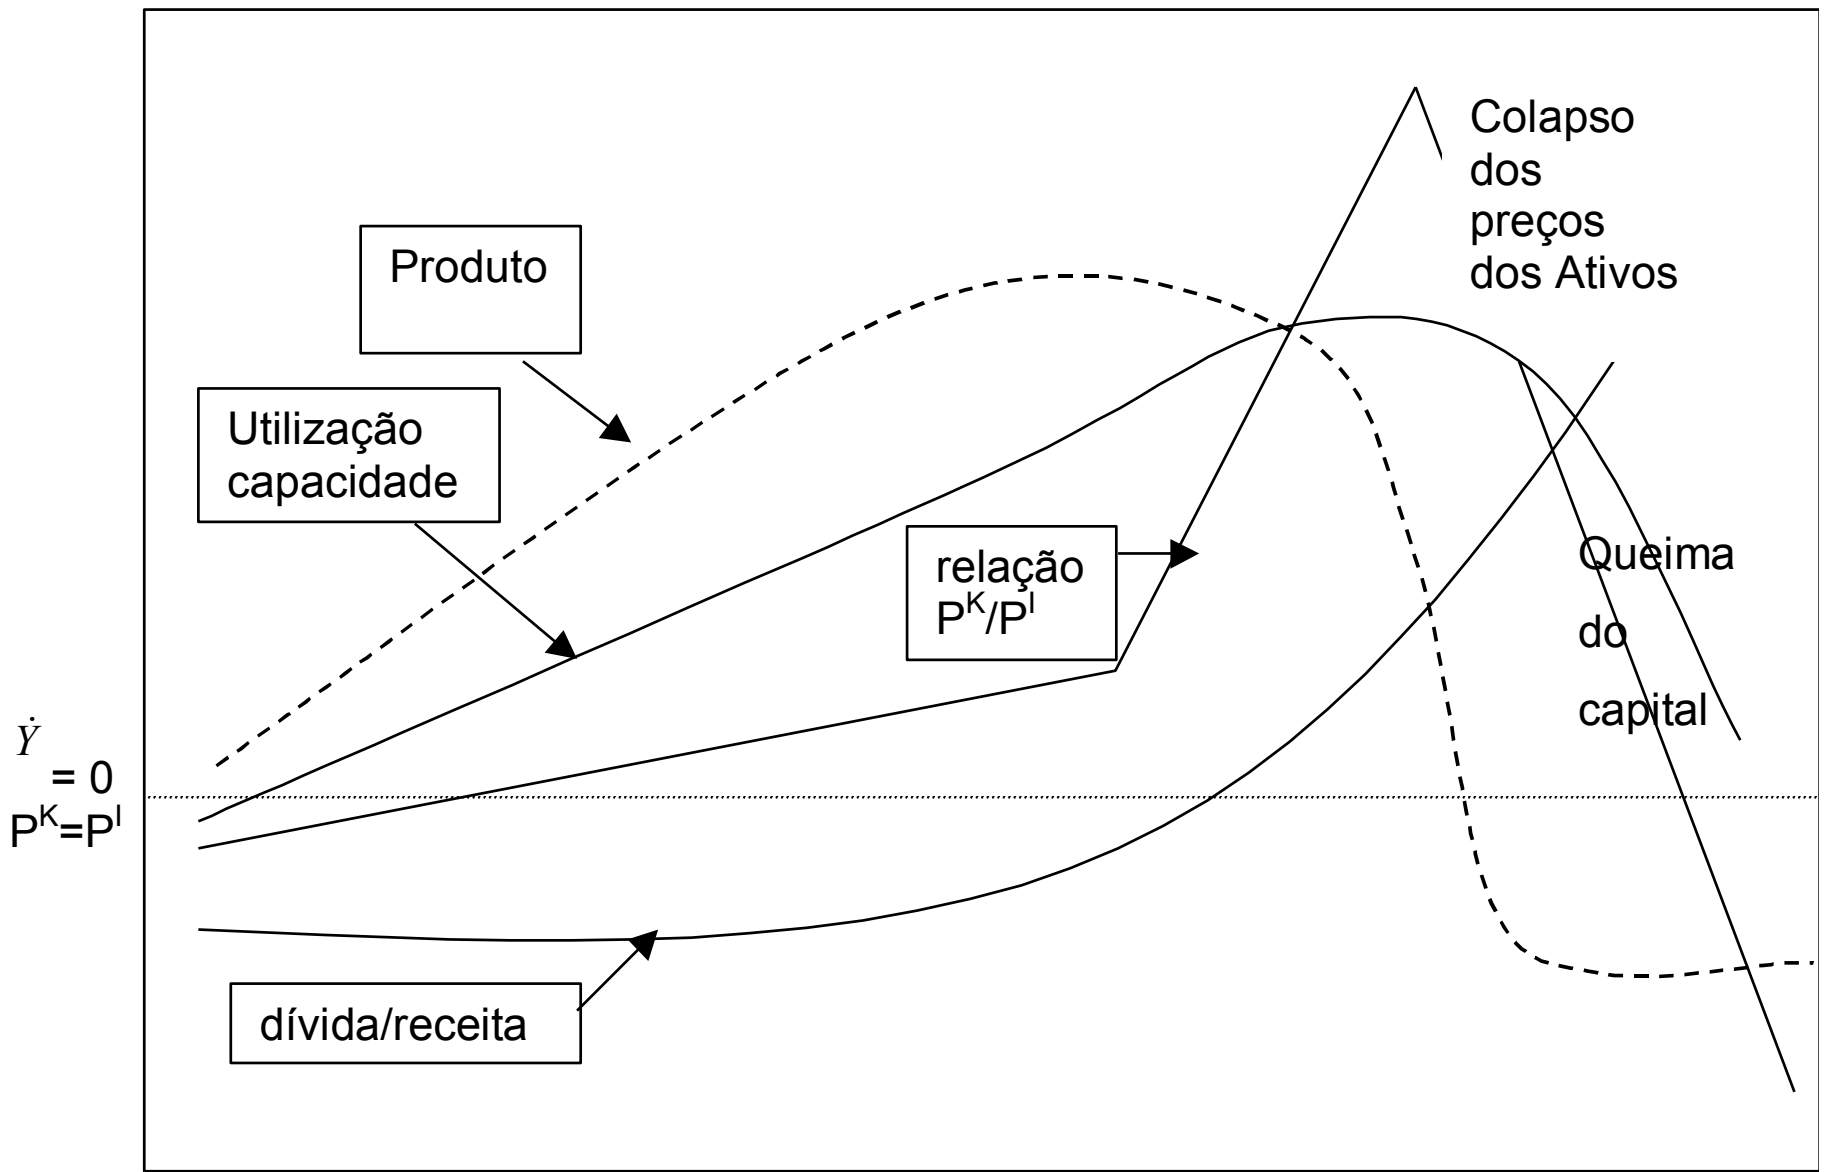 Colapso
dos
preços
dos Ativos
Produto
Utilização
capacidade
relação
P^K/P^I
Queima
do
capital
Ẏ
= 0
P^K=P^I
dívida/receita